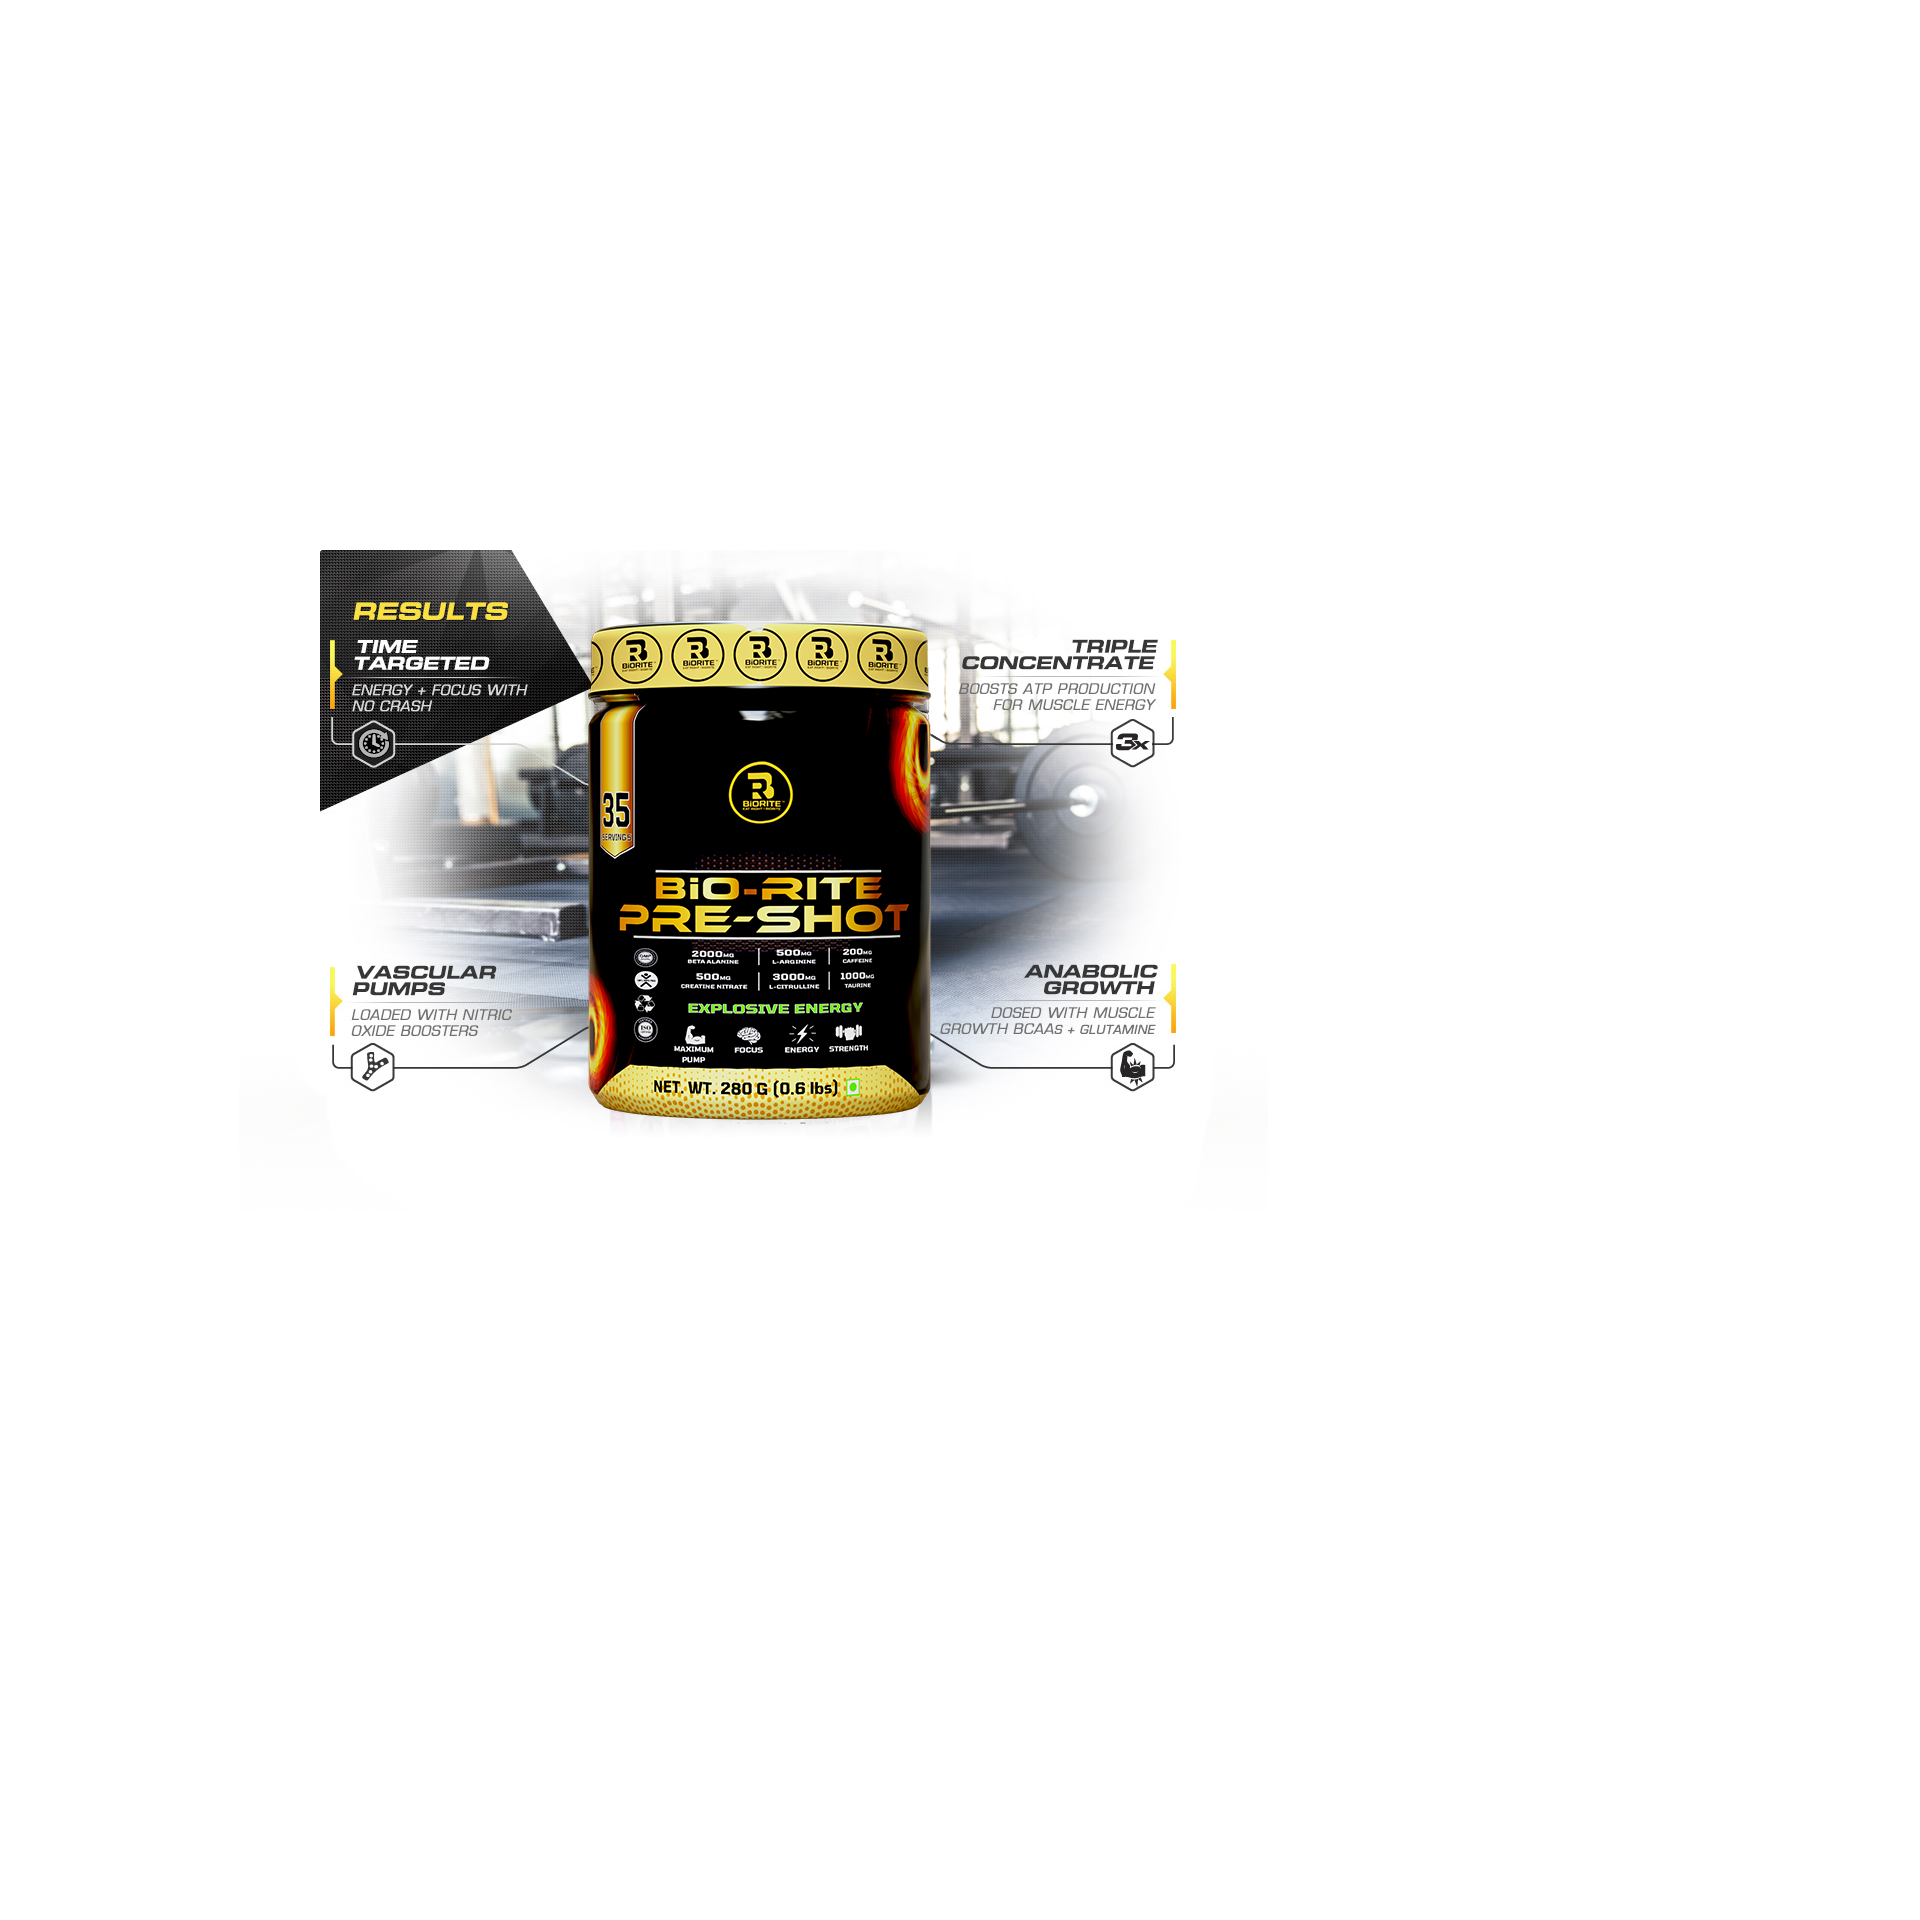 RESULTS
TIME
TARGETED
ENERGY + FOCUS WITH
NO CRASH
TRIPLE
CONCENTRATE
BOOSTS ATP PRODUCTION
FOR MUSCLE ENERGY
3x
VASCULAR
PUMPS
LOADED WITH NITRIC
OXIDE BOOSTERS
ANABOLIC
GROWTH
DOSED WITH MUSCLE
GROWTH BCAAs + GLUTAMINE
BiORITE
BiORITE
BiORITE
BiORITE
BiORITE
35
SERVINGS
BiORITE
BiO-RITE
PRE-SHOT
2000MG 500MG 200MG
BETA ALANINE L-ARGININE CAFFEINE
500MG 3000MG 1000MG
CREATINE NITRATE L-CITRULLINE TAURINE
EXPLOSIVE ENERGY
ISO
MAXIMUM
PUMP
FOCUS
ENERGY
STRENGTH
NET. WT. 280 G (0.6 lbs)